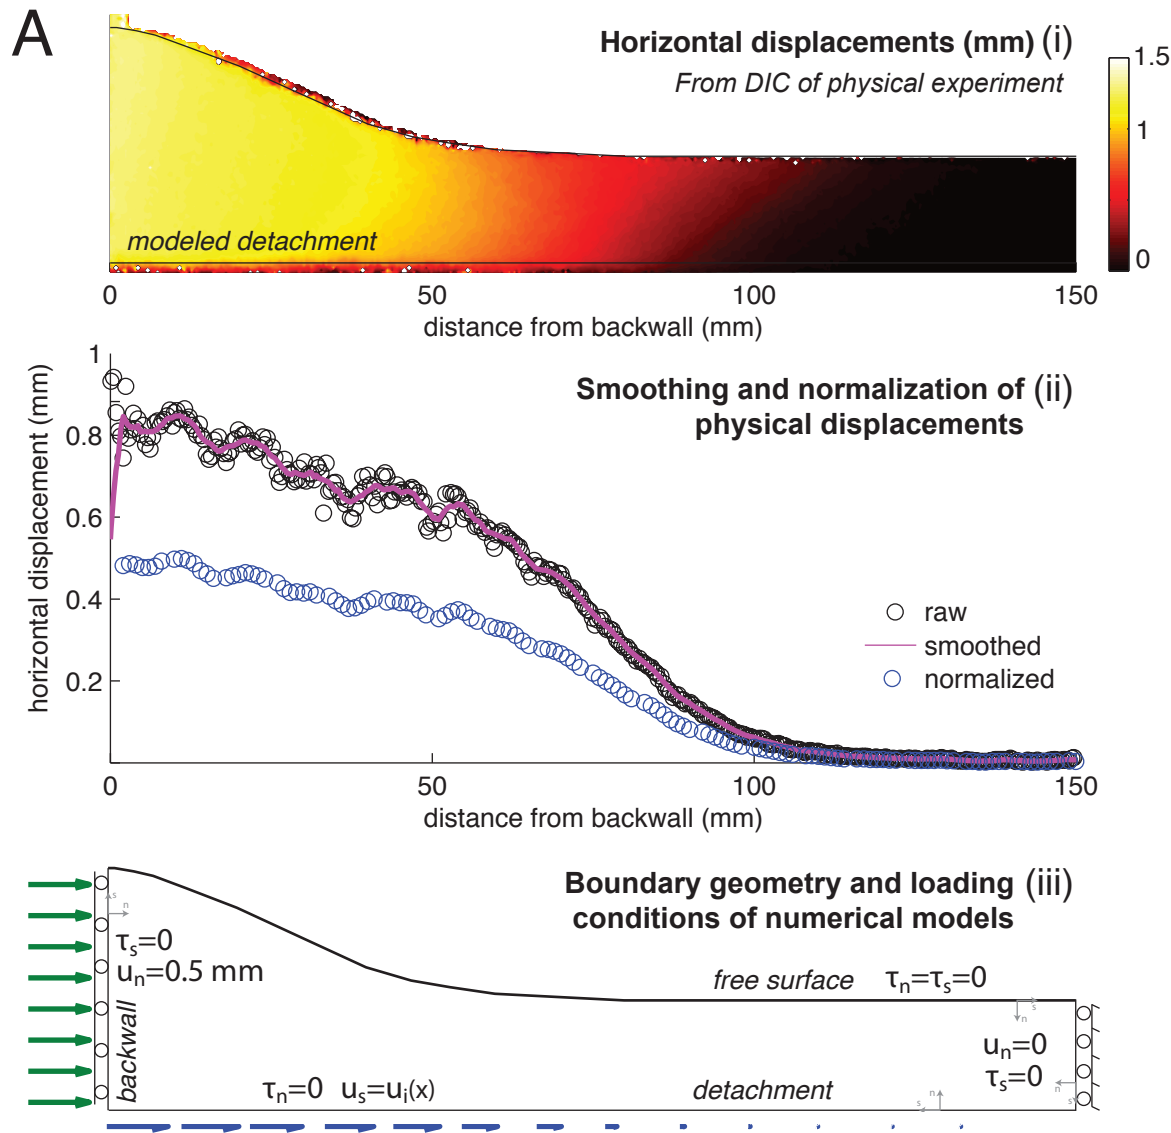 A
Horizontal displacements (mm) (i)
From DIC of physical experiment
1.5
1
0
modeled detachment
0 50 100 150
distance from backwall (mm)
Smoothing and normalization of (ii)
physical displacements
1
0.8
0.6
0.4
0.2
horizontal displacement (mm)
raw
smoothed
normalized
0 50 100 150
distance from backwall (mm)
Boundary geometry and loading (iii)
conditions of numerical models
s
n
τs=0
un=0.5 mm
backwall
free surface τn=τs=0
s
n
un=0
τs=0
n
s
τn=0 us=ui(x)
detachment
n
s